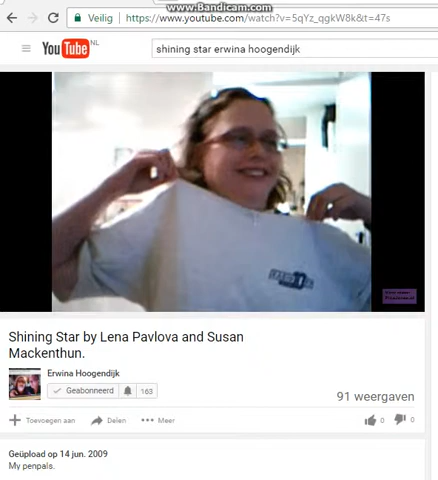 www.Bandicam.com
Veilig
https://www.youtube.com/watch?v=5qYz_qgkW8k&t=47s
YouTube NL
shining star erwina hoogendijk
Shining Star by Lena Pavlova and Susan
Mackenthun.
Erwina Hoogendijk
Geabonneerd 163
91 weergaven
Toevoegen aan Delen Meer 0 0
Geüpload op 14 jun. 2009
My penpals.